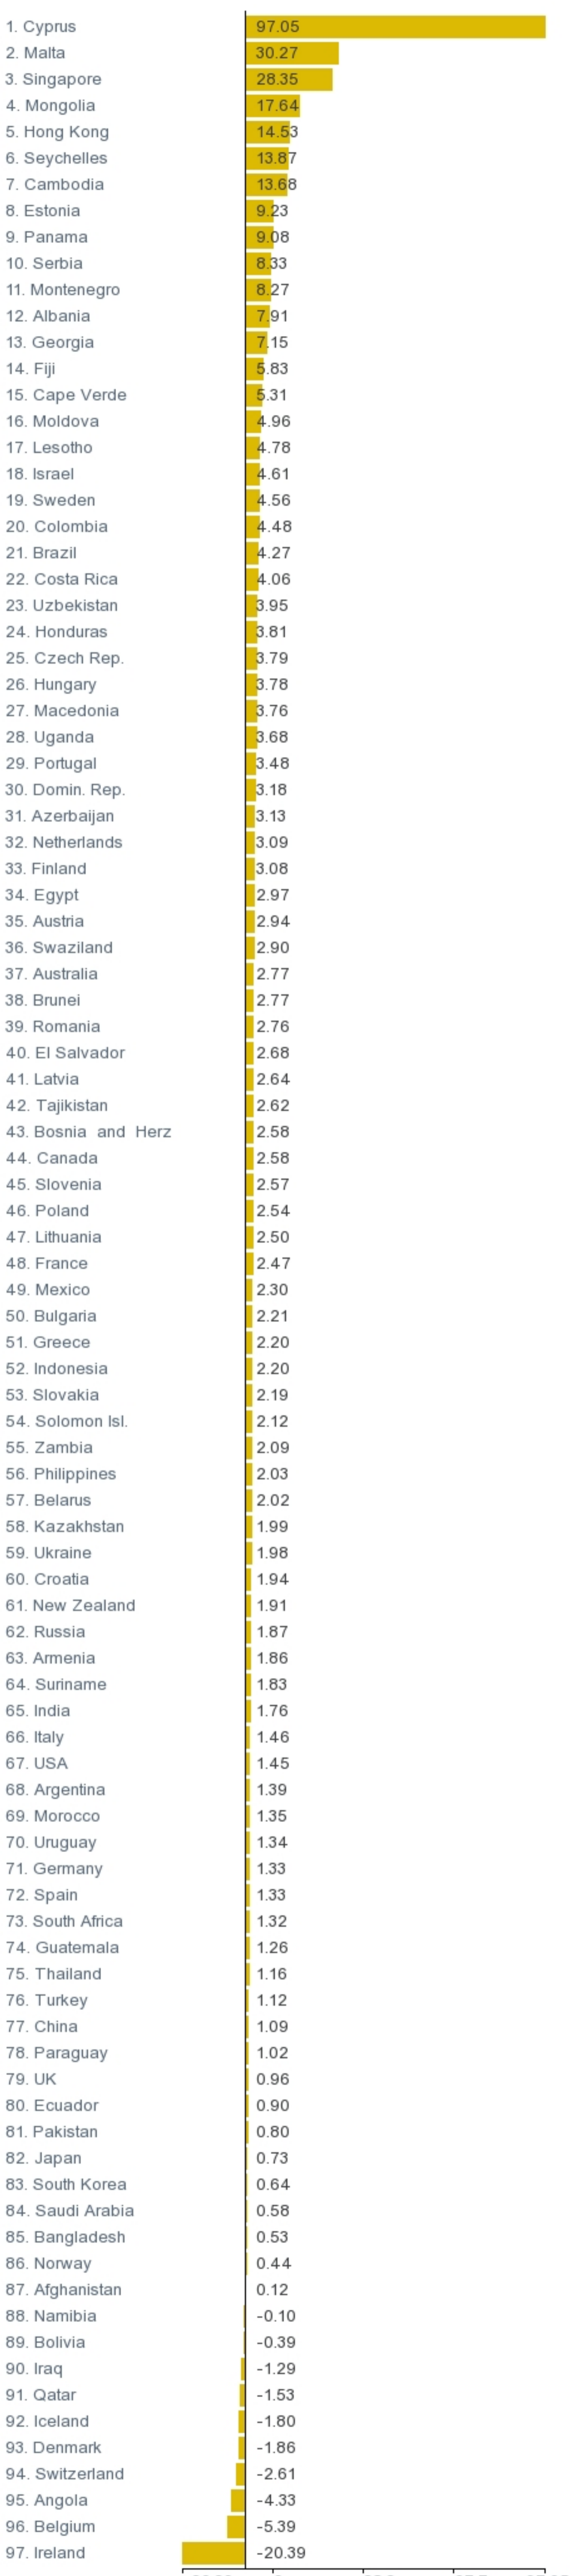 1. Cyprus 97.05
2. Malta 30.27
3. Singapore 28.35
4. Mongolia 17.64
5. Hong Kong 14.53
6. Seychelles 13.87
7. Cambodia 13.68
8. Estonia 9.23
9. Panama 9.08
10. Serbia 8.33
11. Montenegro 8.27
12. Albania 7.91
13. Georgia 7.15
14. Fiji 5.83
15. Cape Verde 5.31
16. Moldova 4.96
17. Lesotho 4.78
18. Israel 4.61
19. Sweden 4.56
20. Colombia 4.48
21. Brazil 4.27
22. Costa Rica 4.06
23. Uzbekistan 3.95
24. Honduras 3.81
25. Czech Rep. 3.79
26. Hungary 3.78
27. Macedonia 3.76
28. Uganda 3.68
29. Portugal 3.48
30. Domin. Rep. 3.18
31. Azerbaijan 3.13
32. Netherlands 3.09
33. Finland 3.08
34. Egypt 2.97
35. Austria 2.94
36. Swaziland 2.90
37. Australia 2.77
38. Brunei 2.77
39. Romania 2.76
40. El Salvador 2.68
41. Latvia 2.64
42. Tajikistan 2.62
43. Bosnia and Herz 2.58
44. Canada 2.58
45. Slovenia 2.57
46. Poland 2.54
47. Lithuania 2.50
48. France 2.47
49. Mexico 2.30
50. Bulgaria 2.21
51. Greece 2.20
52. Indonesia 2.20
53. Slovakia 2.19
54. Solomon Isl. 2.12
55. Zambia 2.09
56. Philippines 2.03
57. Belarus 2.02
58. Kazakhstan 1.99
59. Ukraine 1.98
60. Croatia 1.94
61. New Zealand 1.91
62. Russia 1.87
63. Armenia 1.86
64. Suriname 1.83
65. India 1.76
66. Italy 1.46
67. USA 1.45
68. Argentina 1.39
69. Morocco 1.35
70. Uruguay 1.34
71. Germany 1.33
72. Spain 1.33
73. South Africa 1.32
74. Guatemala 1.26
75. Thailand 1.16
76. Turkey 1.12
77. China 1.09
78. Paraguay 1.02
79. UK 0.96
80. Ecuador 0.90
81. Pakistan 0.80
82. Japan 0.73
83. South Korea 0.64
84. Saudi Arabia 0.58
85. Bangladesh 0.53
86. Norway 0.44
87. Afghanistan 0.12
88. Namibia -0.10
89. Bolivia -0.39
90. Iraq -1.29
91. Qatar -1.53
92. Iceland -1.80
93. Denmark -1.86
94. Switzerland -2.61
95. Angola -4.33
96. Belgium -5.39
97. Ireland -20.39